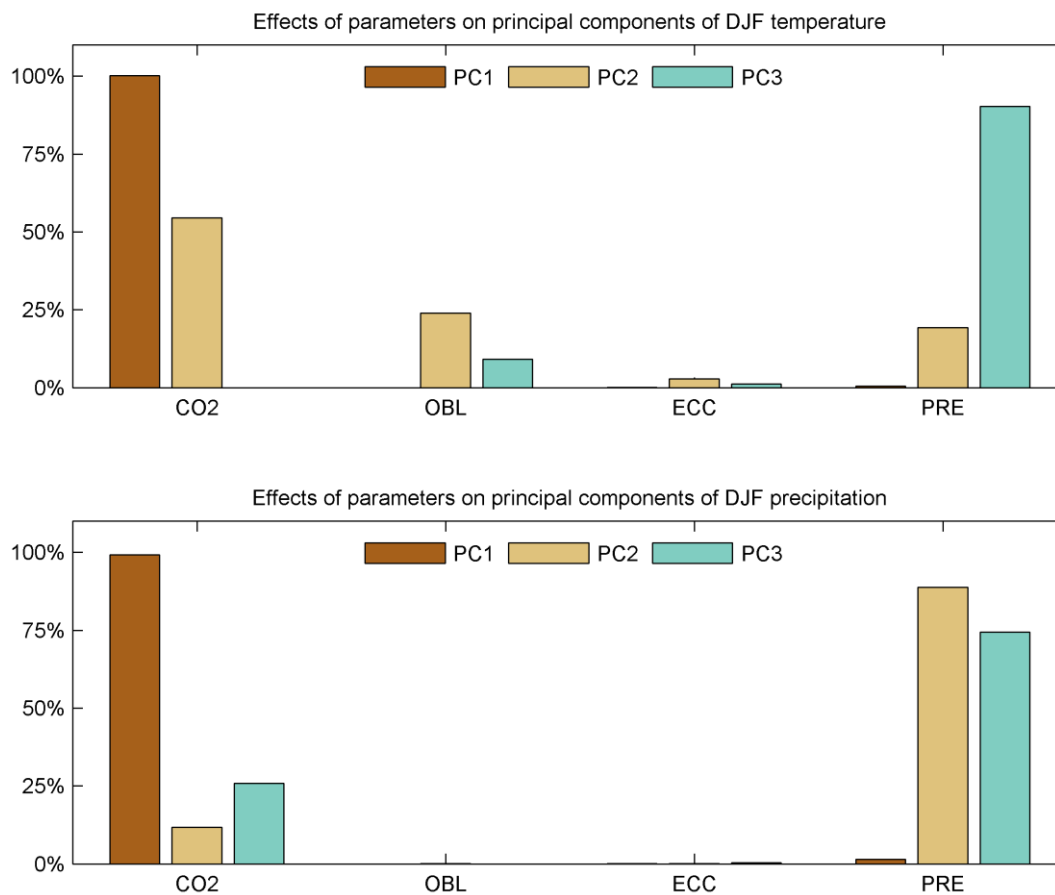 Effects of parameters on principal components of DJF temperature
100%
PC1 PC2 PC3
75%
50%
25%
0%
CO2 OBL ECC PRE
Effects of parameters on principal components of DJF precipitation
100%
PC1 PC2 PC3
75%
50%
25%
0%
CO2 OBL ECC PRE